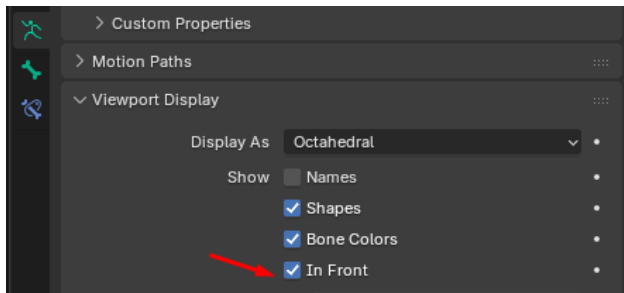 Custom Properties
Motion Paths
Viewport Display
Display As Octahedral
Show Names
Shapes
Bone Colors
In Front